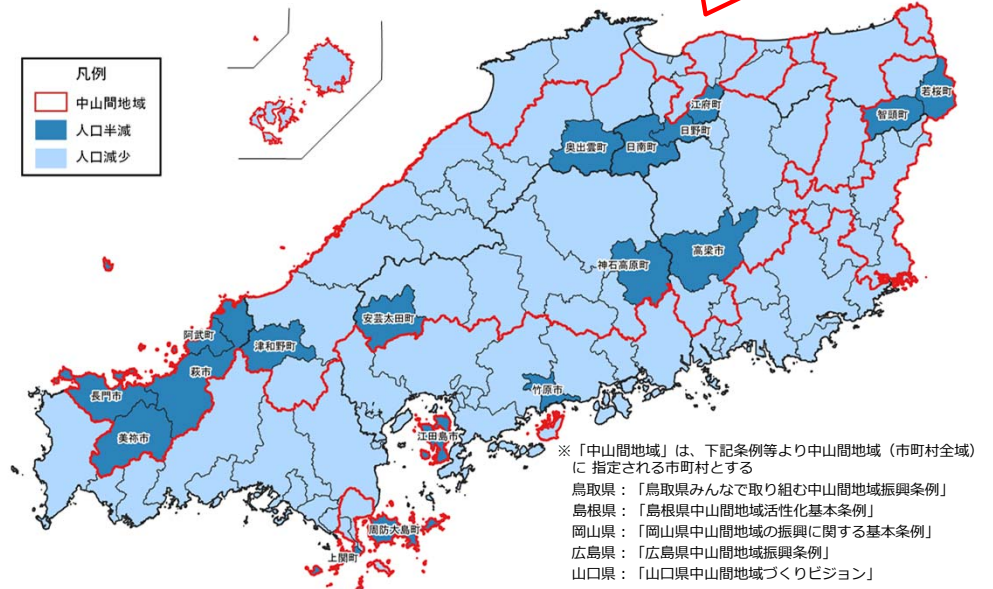 凡例
中山間地域
人口半減
人口減少
江府町
若桜町
智頭町
日野町
奥出雲町
日南町
高梁市
神石高原町
安芸太田町
阿武町
津和野町
萩市
長門市
竹原市
美祢市
江田島市
周防大島町
上関町
※「中山間地域」は、下記条例等より中山間地域（市町村全域）
に 指定される市町村とする
鳥取県：「鳥取県みんなで取り組む中山間地域振興条例」
島根県：「島根県中山間地域活性化基本条例」
岡山県：「岡山県中山間地域の振興に関する基本条例」
広島県：「広島県中山間地域振興条例」
山口県：「山口県中山間地域づくりビジョン」